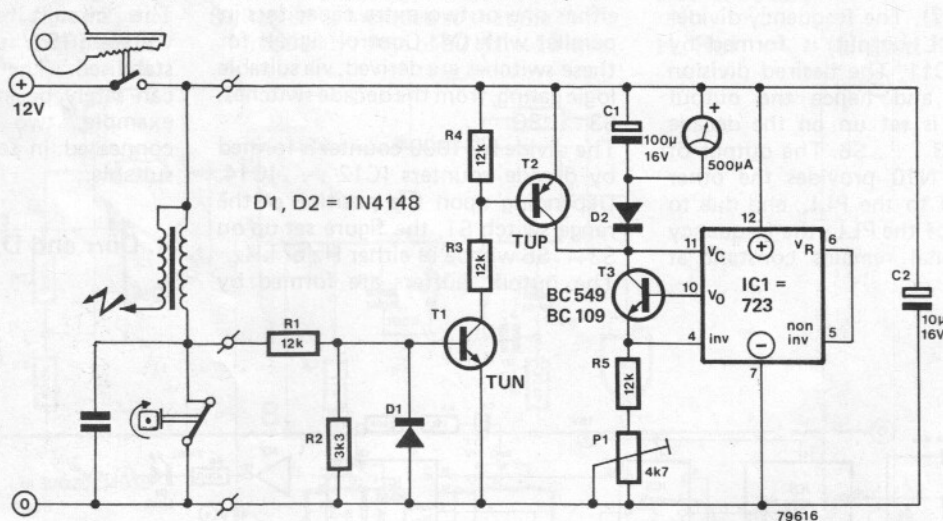 12V
D1, D2 = 1N4148
R1
12k
R2
3k3
D1
T1
TUN
R4
12k
R3
12k
T2
TUP
C1
100µ
16V
D2
T3
BC 549
BC 109
500µA
12
11 VC
VR 6
IC1 =
723
10 VO
4 inv
non
inv 5
7
R5
12k
P1
4k7
C2
10µ
16V
0
79616